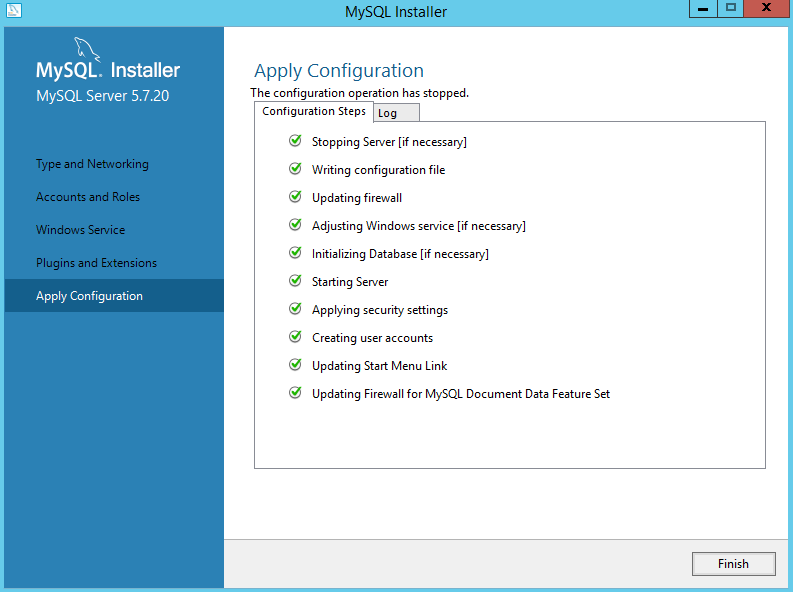 MySQL Installer
MySQL. Installer
MySQL Server 5.7.20
Type and Networking
Accounts and Roles
Windows Service
Plugins and Extensions
Apply Configuration
Apply Configuration
The configuration operation has stopped.
Configuration Steps Log
Stopping Server [if necessary]
Writing configuration file
Updating firewall
Adjusting Windows service [if necessary]
Initializing Database [if necessary]
Starting Server
Applying security settings
Creating user accounts
Updating Start Menu Link
Updating Firewall for MySQL Document Data Feature Set
Finish